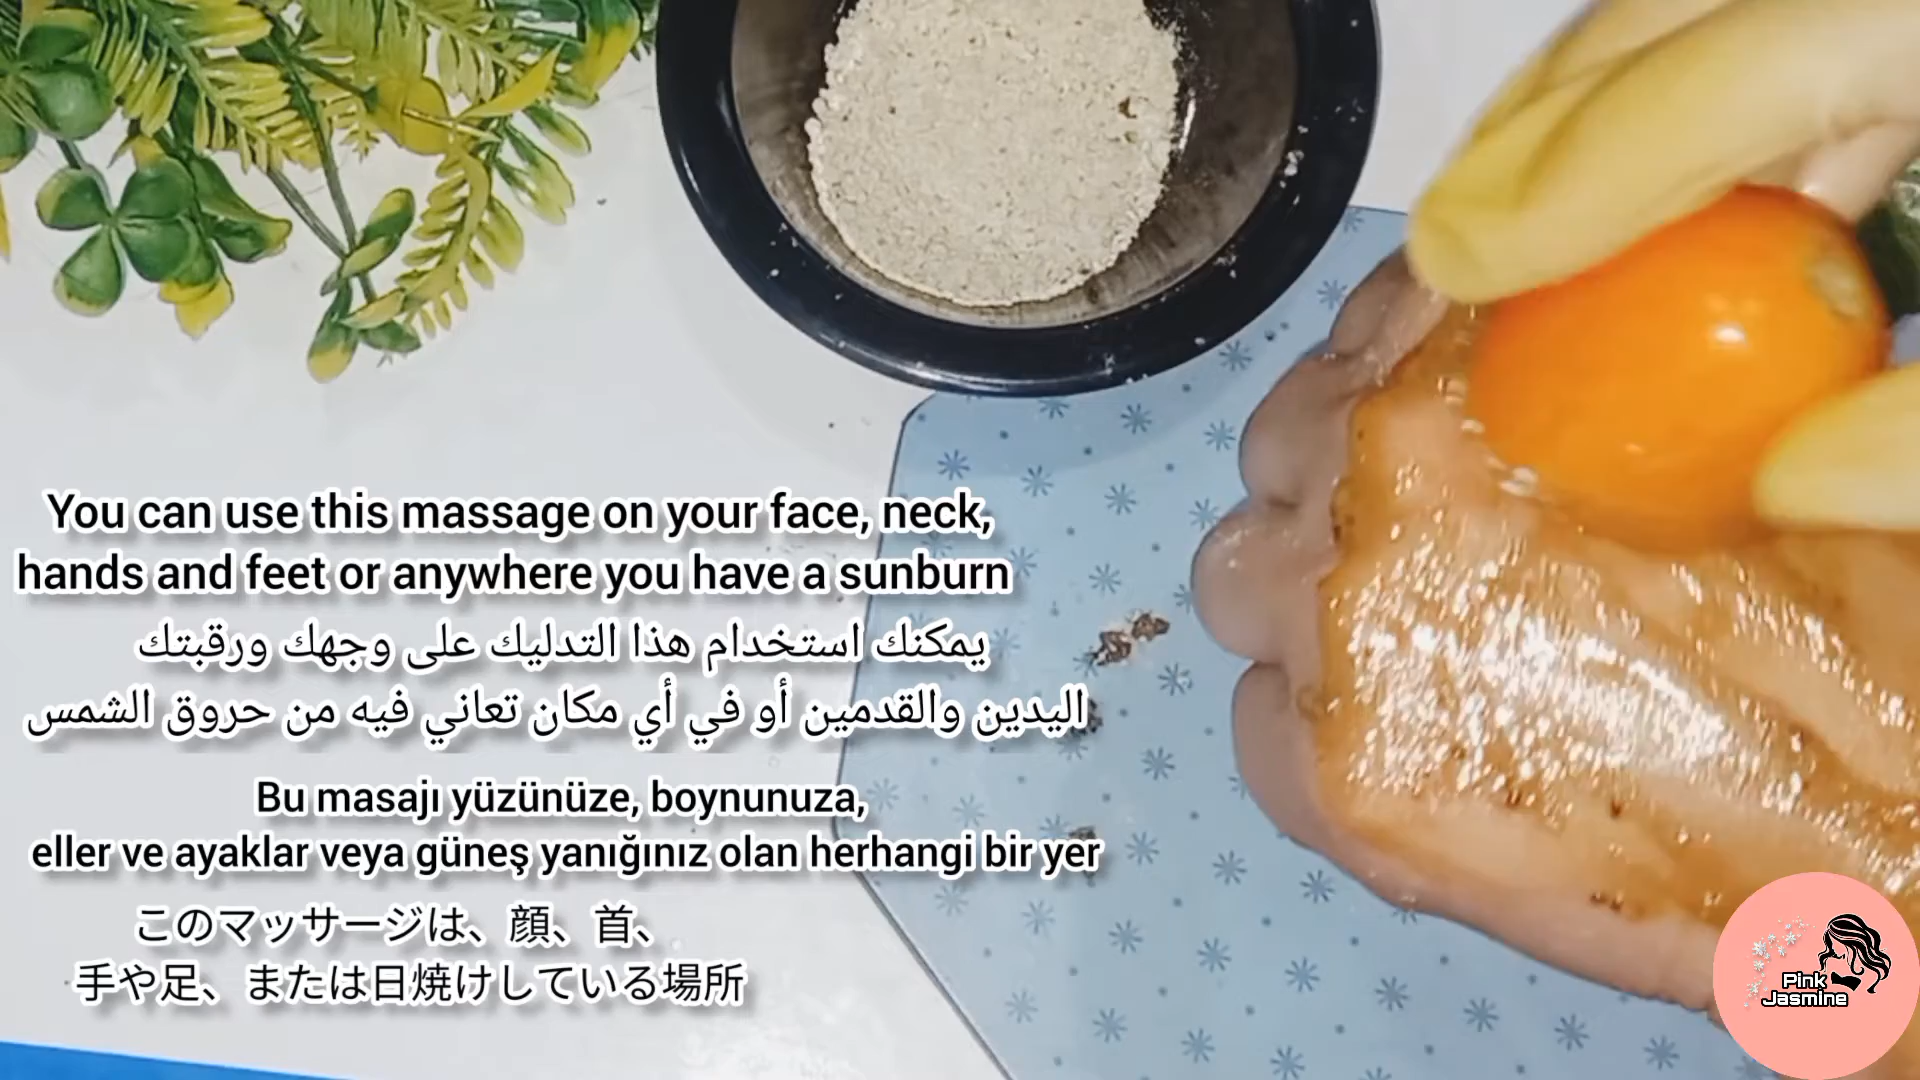 You can use this massage on your face, neck,
hands and feet or anywhere you have a sunburn
يمكنك استخدام هذا التدليك على وجهك ورقبتك
اليدين والقدمين أو في أي مكان تعاني فيه من حروق الشمس
Bu masajı yüzünüze, boynunuza,
eller ve ayaklar veya güneş yanığınız olan herhangi bir yer
このマッサージは、顔、首、
手や足、または日焼けしている場所
Pink
Jasmine